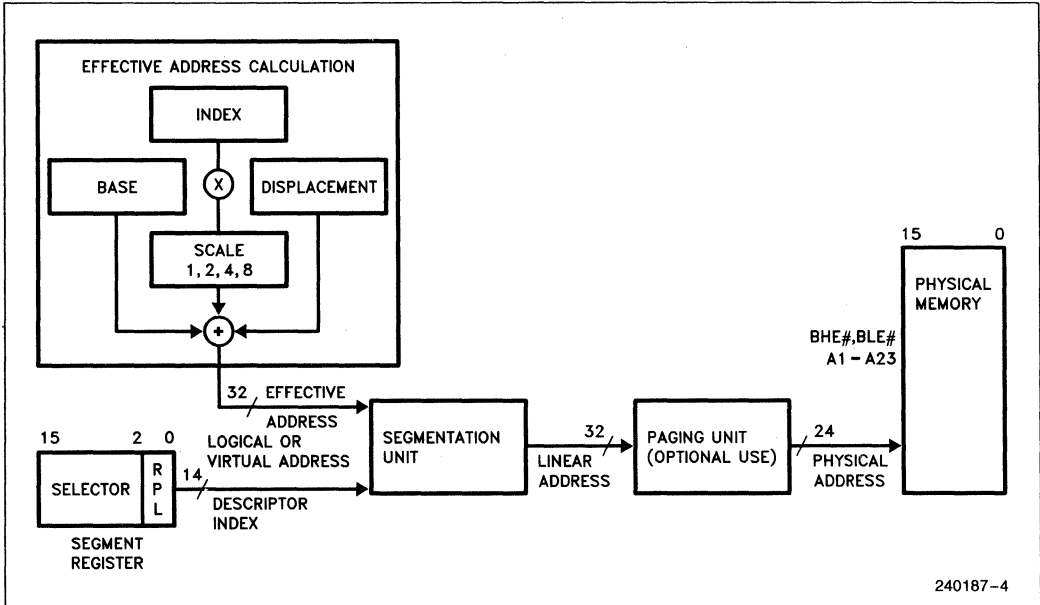 EFFECTIVE ADDRESS CALCULATION
INDEX
BASE
X
DISPLACEMENT
SCALE
1, 2, 4, 8
+
15 0
PHYSICAL
MEMORY
BHE#,BLE#
A1 – A23
32 EFFECTIVE
ADDRESS
LOGICAL OR
VIRTUAL ADDRESS
15 2 0
SELECTOR
R
P
L
14
DESCRIPTOR
INDEX
SEGMENT
REGISTER
SEGMENTATION
UNIT
32
LINEAR
ADDRESS
PAGING UNIT
(OPTIONAL USE)
24
PHYSICAL
ADDRESS
240187–4